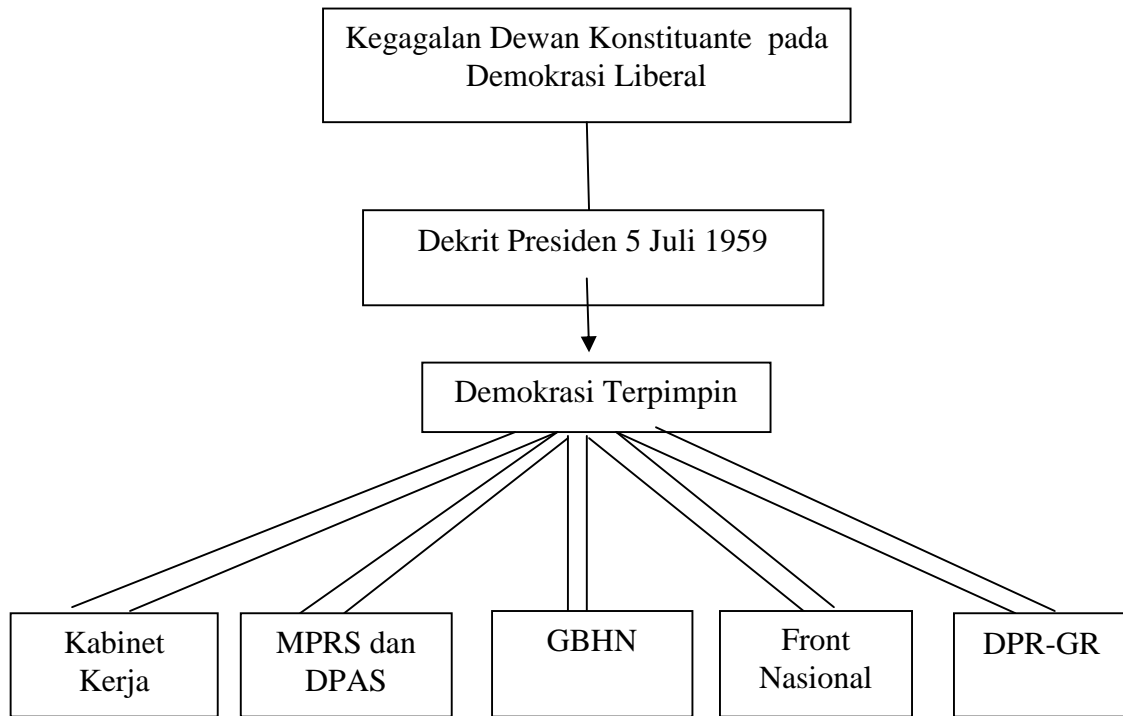 Kegagalan Dewan Konstituante pada
Demokrasi Liberal
Dekrit Presiden 5 Juli 1959
Demokrasi Terpimpin
Kabinet
Kerja
MPRS dan
DPAS
GBHN
Front
Nasional
DPR-GR